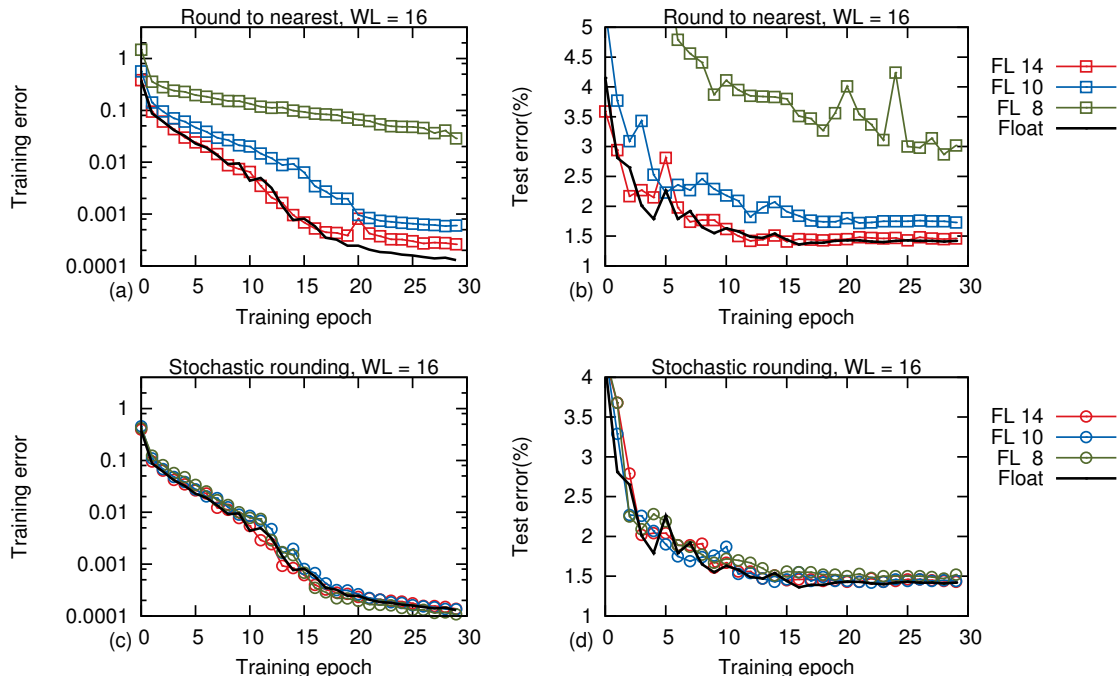 Round to nearest, WL = 16
Training error
1
0.1
0.01
0.001
0.0001
0 5 10 15 20 25 30
(a)
Training epoch
Round to nearest, WL = 16
Test error(%)
5
4.5
4
3.5
3
2.5
2
1.5
1
0 5 10 15 20 25 30
(b)
Training epoch
FL 14
FL 10
FL 8
Float
Stochastic rounding, WL = 16
Training error
1
0.1
0.01
0.001
0.0001
0 5 10 15 20 25 30
(c)
Training epoch
Stochastic rounding, WL = 16
Test error(%)
4
3.5
3
2.5
2
1.5
1
0 5 10 15 20 25 30
(d)
Training epoch
FL 14
FL 10
FL 8
Float